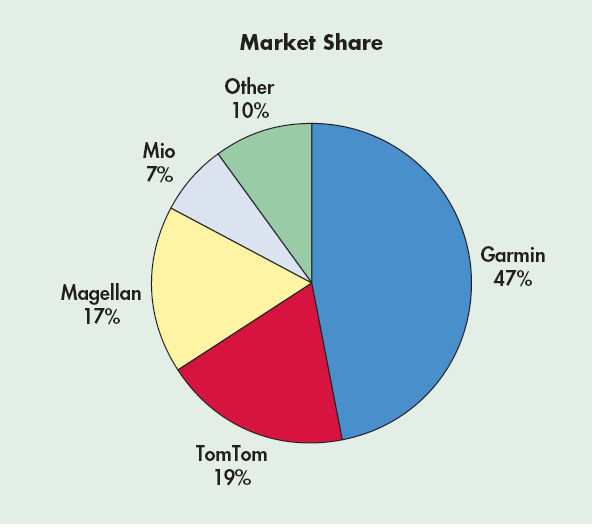 Market Share
Other
10%
Mio
7%
Garmin
47%
Magellan
17%
TomTom
19%